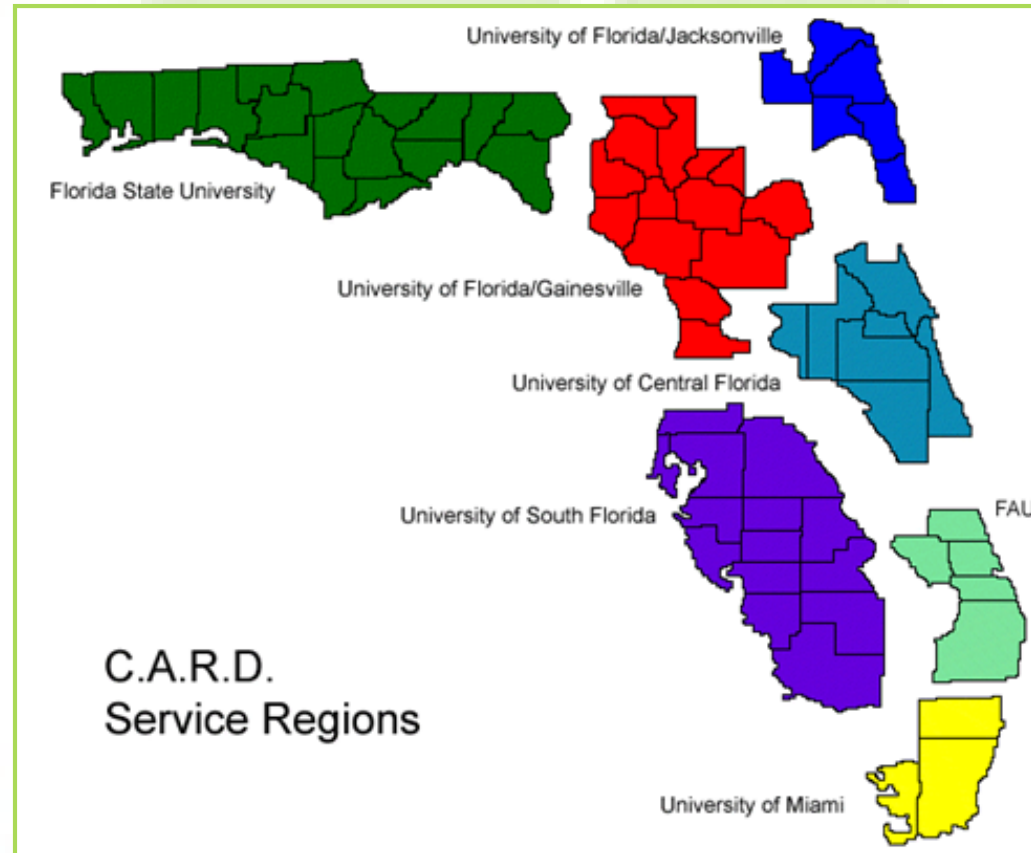 University of Florida/Jacksonville
Florida State University
University of Florida/Gainesville
University of Central Florida
University of South Florida
FAU
C.A.R.D.
Service Regions
University of Miami